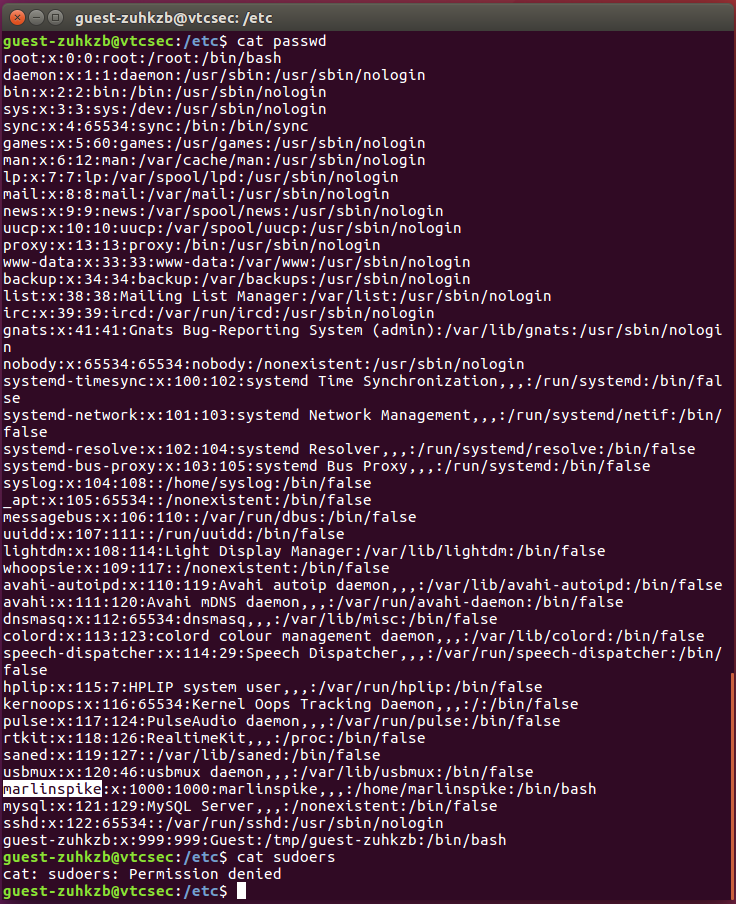 guest-zuhkzb@vtcsec: /etc
guest-zuhkzb@vtcsec:/etc$ cat passwd
root:x:0:0:root:/root:/bin/bash
daemon:x:1:1:daemon:/usr/sbin:/usr/sbin/nologin
bin:x:2:2:bin:/bin:/usr/sbin/nologin
sys:x:3:3:sys:/dev:/usr/sbin/nologin
sync:x:4:65534:sync:/bin:/bin/sync
games:x:5:60:games:/usr/games:/usr/sbin/nologin
man:x:6:12:man:/var/cache/man:/usr/sbin/nologin
lp:x:7:7:lp:/var/spool/lpd:/usr/sbin/nologin
mail:x:8:8:mail:/var/mail:/usr/sbin/nologin
news:x:9:9:news:/var/spool/news:/usr/sbin/nologin
uucp:x:10:10:uucp:/var/spool/uucp:/usr/sbin/nologin
proxy:x:13:13:proxy:/bin:/usr/sbin/nologin
www-data:x:33:33:www-data:/var/www:/usr/sbin/nologin
backup:x:34:34:backup:/var/backups:/usr/sbin/nologin
list:x:38:38:Mailing List Manager:/var/list:/usr/sbin/nologin
irc:x:39:39:ircd:/var/run/ircd:/usr/sbin/nologin
gnats:x:41:41:Gnats Bug-Reporting System (admin):/var/lib/gnats:/usr/sbin/nologi
n
nobody:x:65534:65534:nobody:/nonexistent:/usr/sbin/nologin
systemd-timesync:x:100:102:systemd Time Synchronization,,,:/run/systemd:/bin/fal
se
systemd-network:x:101:103:systemd Network Management,,,:/run/systemd/netif:/bin/
false
systemd-resolve:x:102:104:systemd Resolver,,,:/run/systemd/resolve:/bin/false
systemd-bus-proxy:x:103:105:systemd Bus Proxy,,,:/run/systemd:/bin/false
syslog:x:104:108::/home/syslog:/bin/false
_apt:x:105:65534::/nonexistent:/bin/false
messagebus:x:106:110::/var/run/dbus:/bin/false
uuidd:x:107:111::/run/uuidd:/bin/false
lightdm:x:108:114:Light Display Manager:/var/lib/lightdm:/bin/false
whoopsie:x:109:117::/nonexistent:/bin/false
avahi-autoipd:x:110:119:Avahi autoip daemon,,,:/var/lib/avahi-autoipd:/bin/false
avahi:x:111:120:Avahi mDNS daemon,,,:/var/run/avahi-daemon:/bin/false
dnsmasq:x:112:65534:dnsmasq,,,:/var/lib/misc:/bin/false
colord:x:113:123:colord colour management daemon,,,:/var/lib/colord:/bin/false
speech-dispatcher:x:114:29:Speech Dispatcher,,,:/var/run/speech-dispatcher:/bin/
false
hplip:x:115:7:HPLIP system user,,,:/var/run/hplip:/bin/false
kernoops:x:116:65534:Kernel Oops Tracking Daemon,,,:/:/bin/false
pulse:x:117:124:PulseAudio daemon,,,:/var/run/pulse:/bin/false
rtkit:x:118:126:RealtimeKit,,,:/proc:/bin/false
saned:x:119:127::/var/lib/saned:/bin/false
usbmux:x:120:46:usbmux daemon,,,:/var/lib/usbmux:/bin/false
marlinspike:x:1000:1000:marlinspike,,,:/home/marlinspike:/bin/bash
mysql:x:121:129:MySQL Server,,,:/nonexistent:/bin/false
sshd:x:122:65534::/var/run/sshd:/usr/sbin/nologin
guest-zuhkzb:x:999:999:Guest:/tmp/guest-zuhkzb:/bin/bash
guest-zuhkzb@vtcsec:/etc$ cat sudoers
cat: sudoers: Permission denied
guest-zuhkzb@vtcsec:/etc$